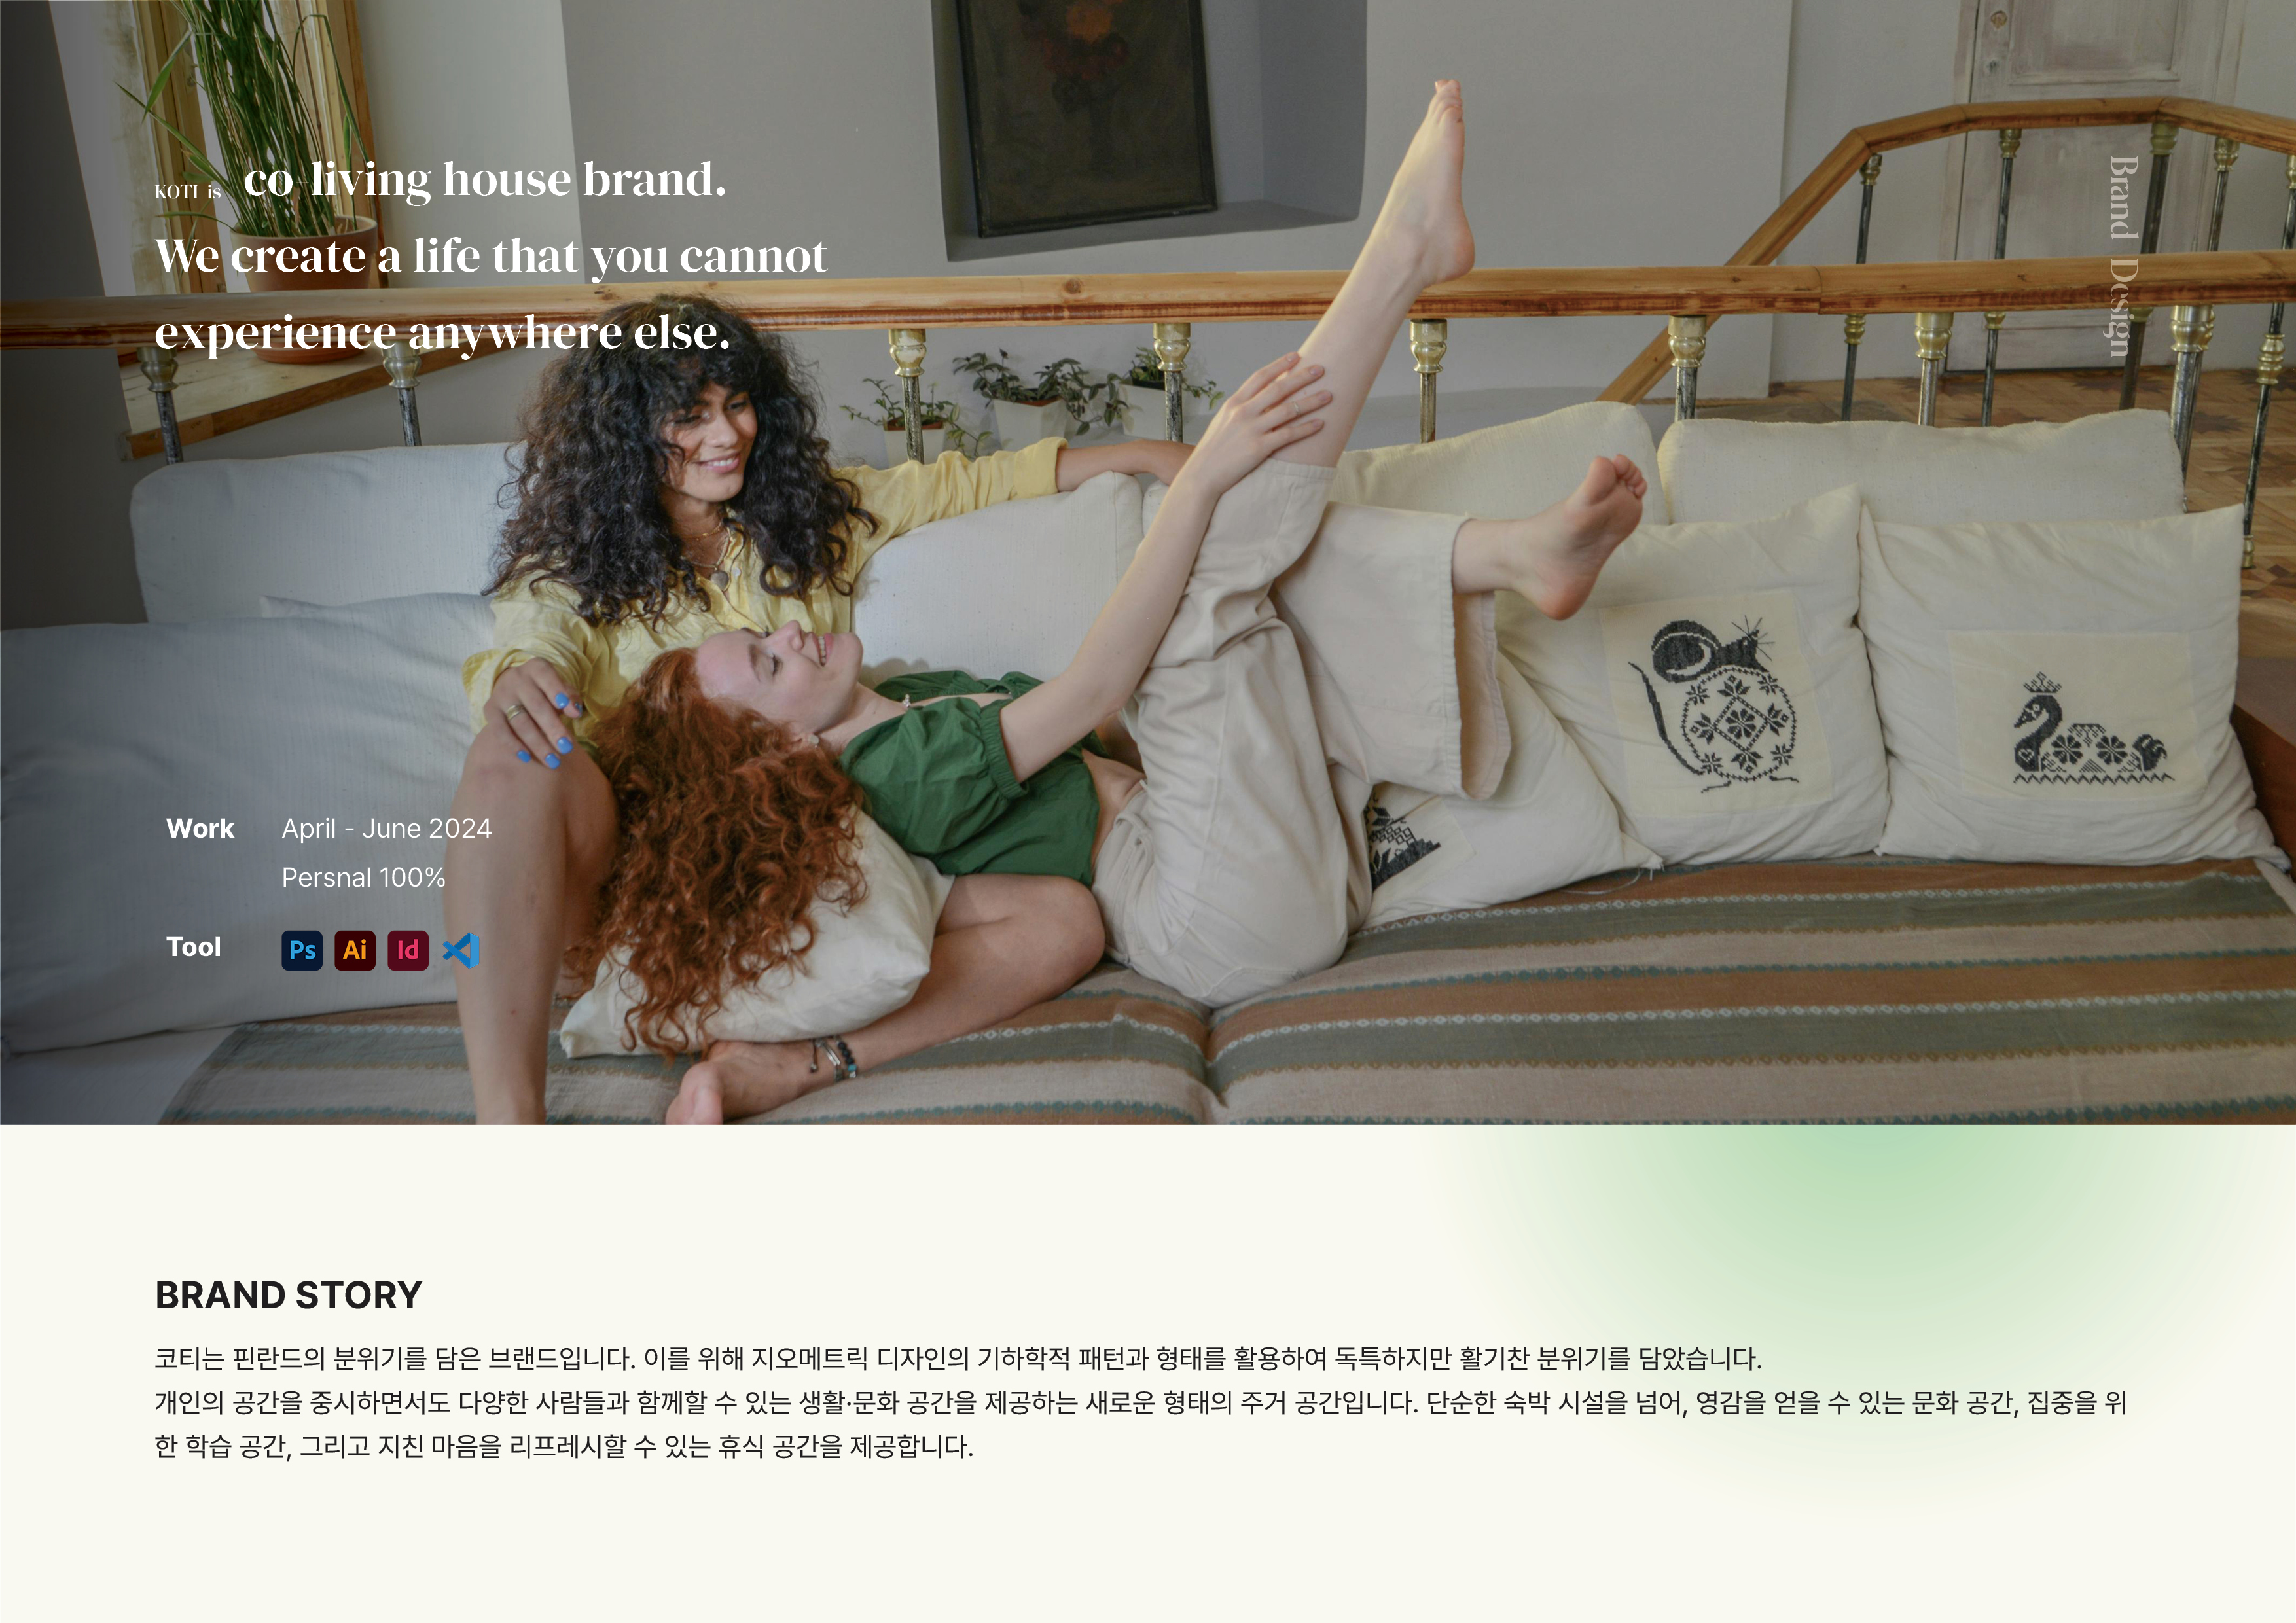 KOTI is co-living house brand.
We create a life that you cannot
experience anywhere else.
Brand Design
Work April - June 2024
Persnal 100%
Tool Ps Ai Id
BRAND STORY
코티는 핀란드의 분위기를 담은 브랜드입니다. 이를 위해 지오메트릭 디자인의 기하학적 패턴과 형태를 활용하여 독특하지만 활기찬 분위기를 담았습니다.
개인의 공간을 중시하면서도 다양한 사람들과 함께할 수 있는 생활·문화 공간을 제공하는 새로운 형태의 주거 공간입니다. 단순한 숙박 시설을 넘어, 영감을 얻을 수 있는 문화 공간, 집중을 위
한 학습 공간, 그리고 지친 마음을 리프레시할 수 있는 휴식 공간을 제공합니다.